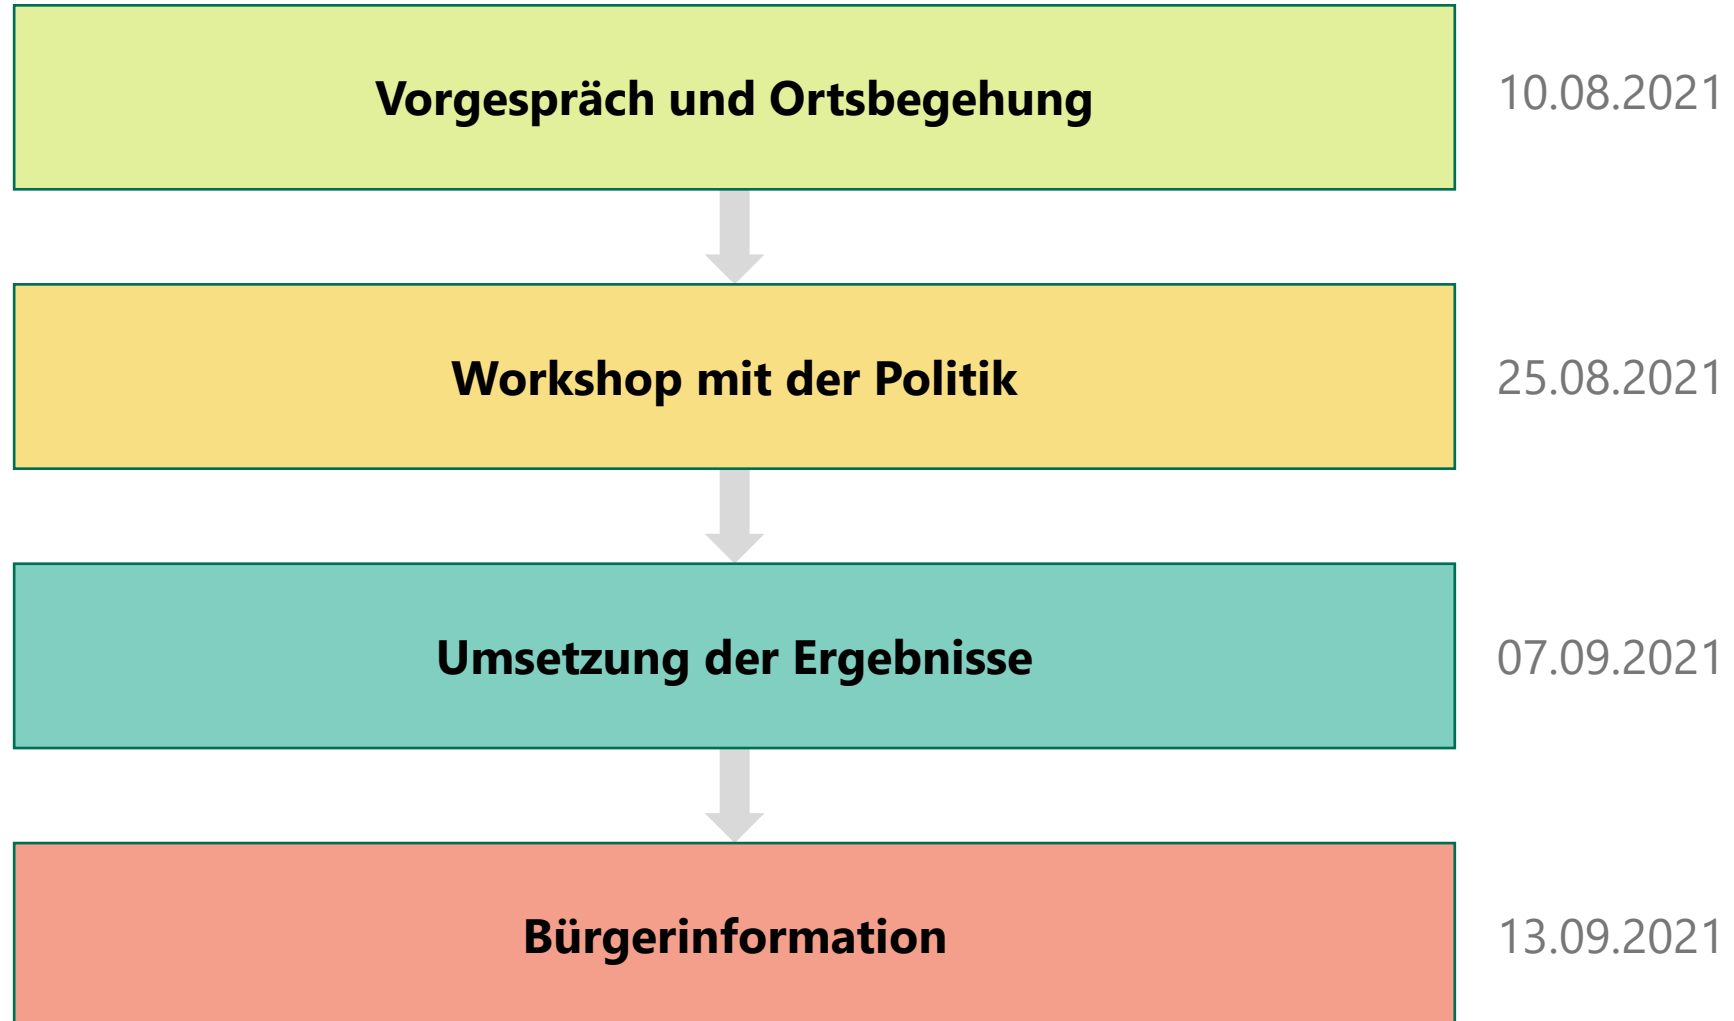 Vorgespräch und Ortsbegehung
10.08.2021
Workshop mit der Politik
25.08.2021
Umsetzung der Ergebnisse
07.09.2021
Bürgerinformation
13.09.2021